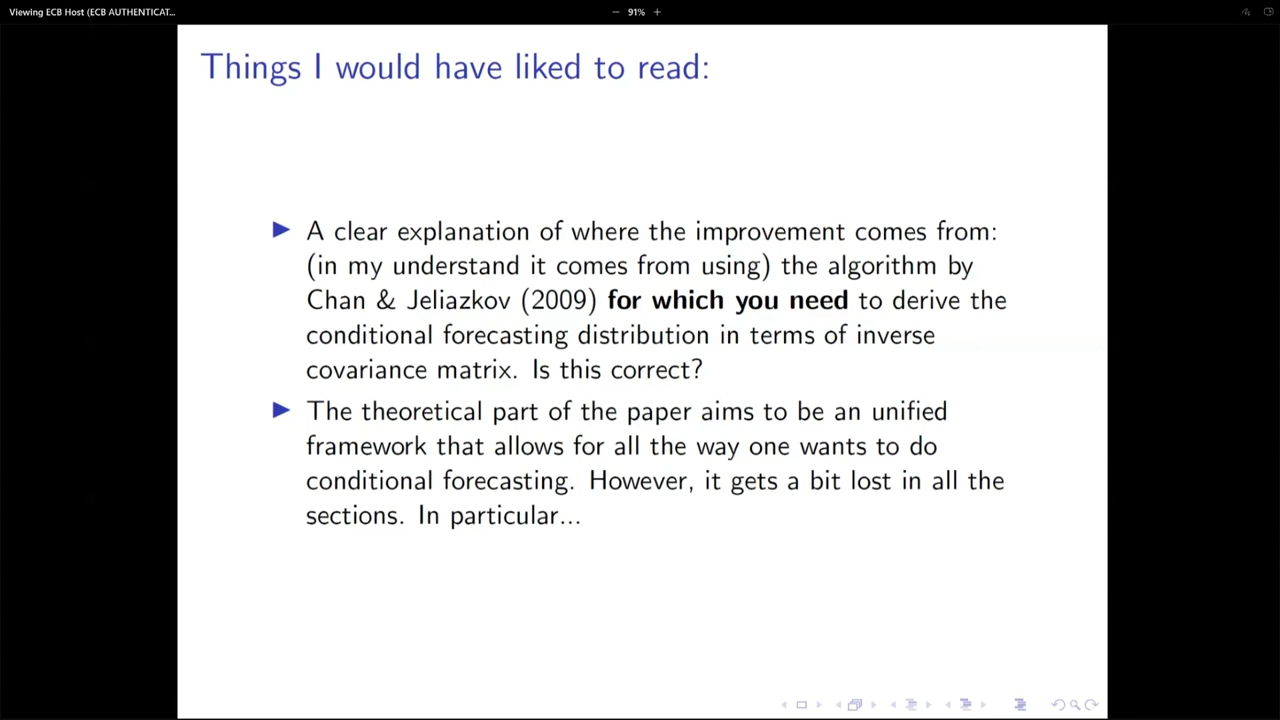 Viewing ECB Host (ECB AUTHENTICAT...
91%
Things I would have liked to read:
A clear explanation of where the improvement comes from:
(in my understand it comes from using) the algorithm by
Chan & Jeliazkov (2009) for which you need to derive the
conditional forecasting distribution in terms of inverse
covariance matrix. Is this correct?
The theoretical part of the paper aims to be an unified
framework that allows for all the way one wants to do
conditional forecasting. However, it gets a bit lost in all the
sections. In particular...